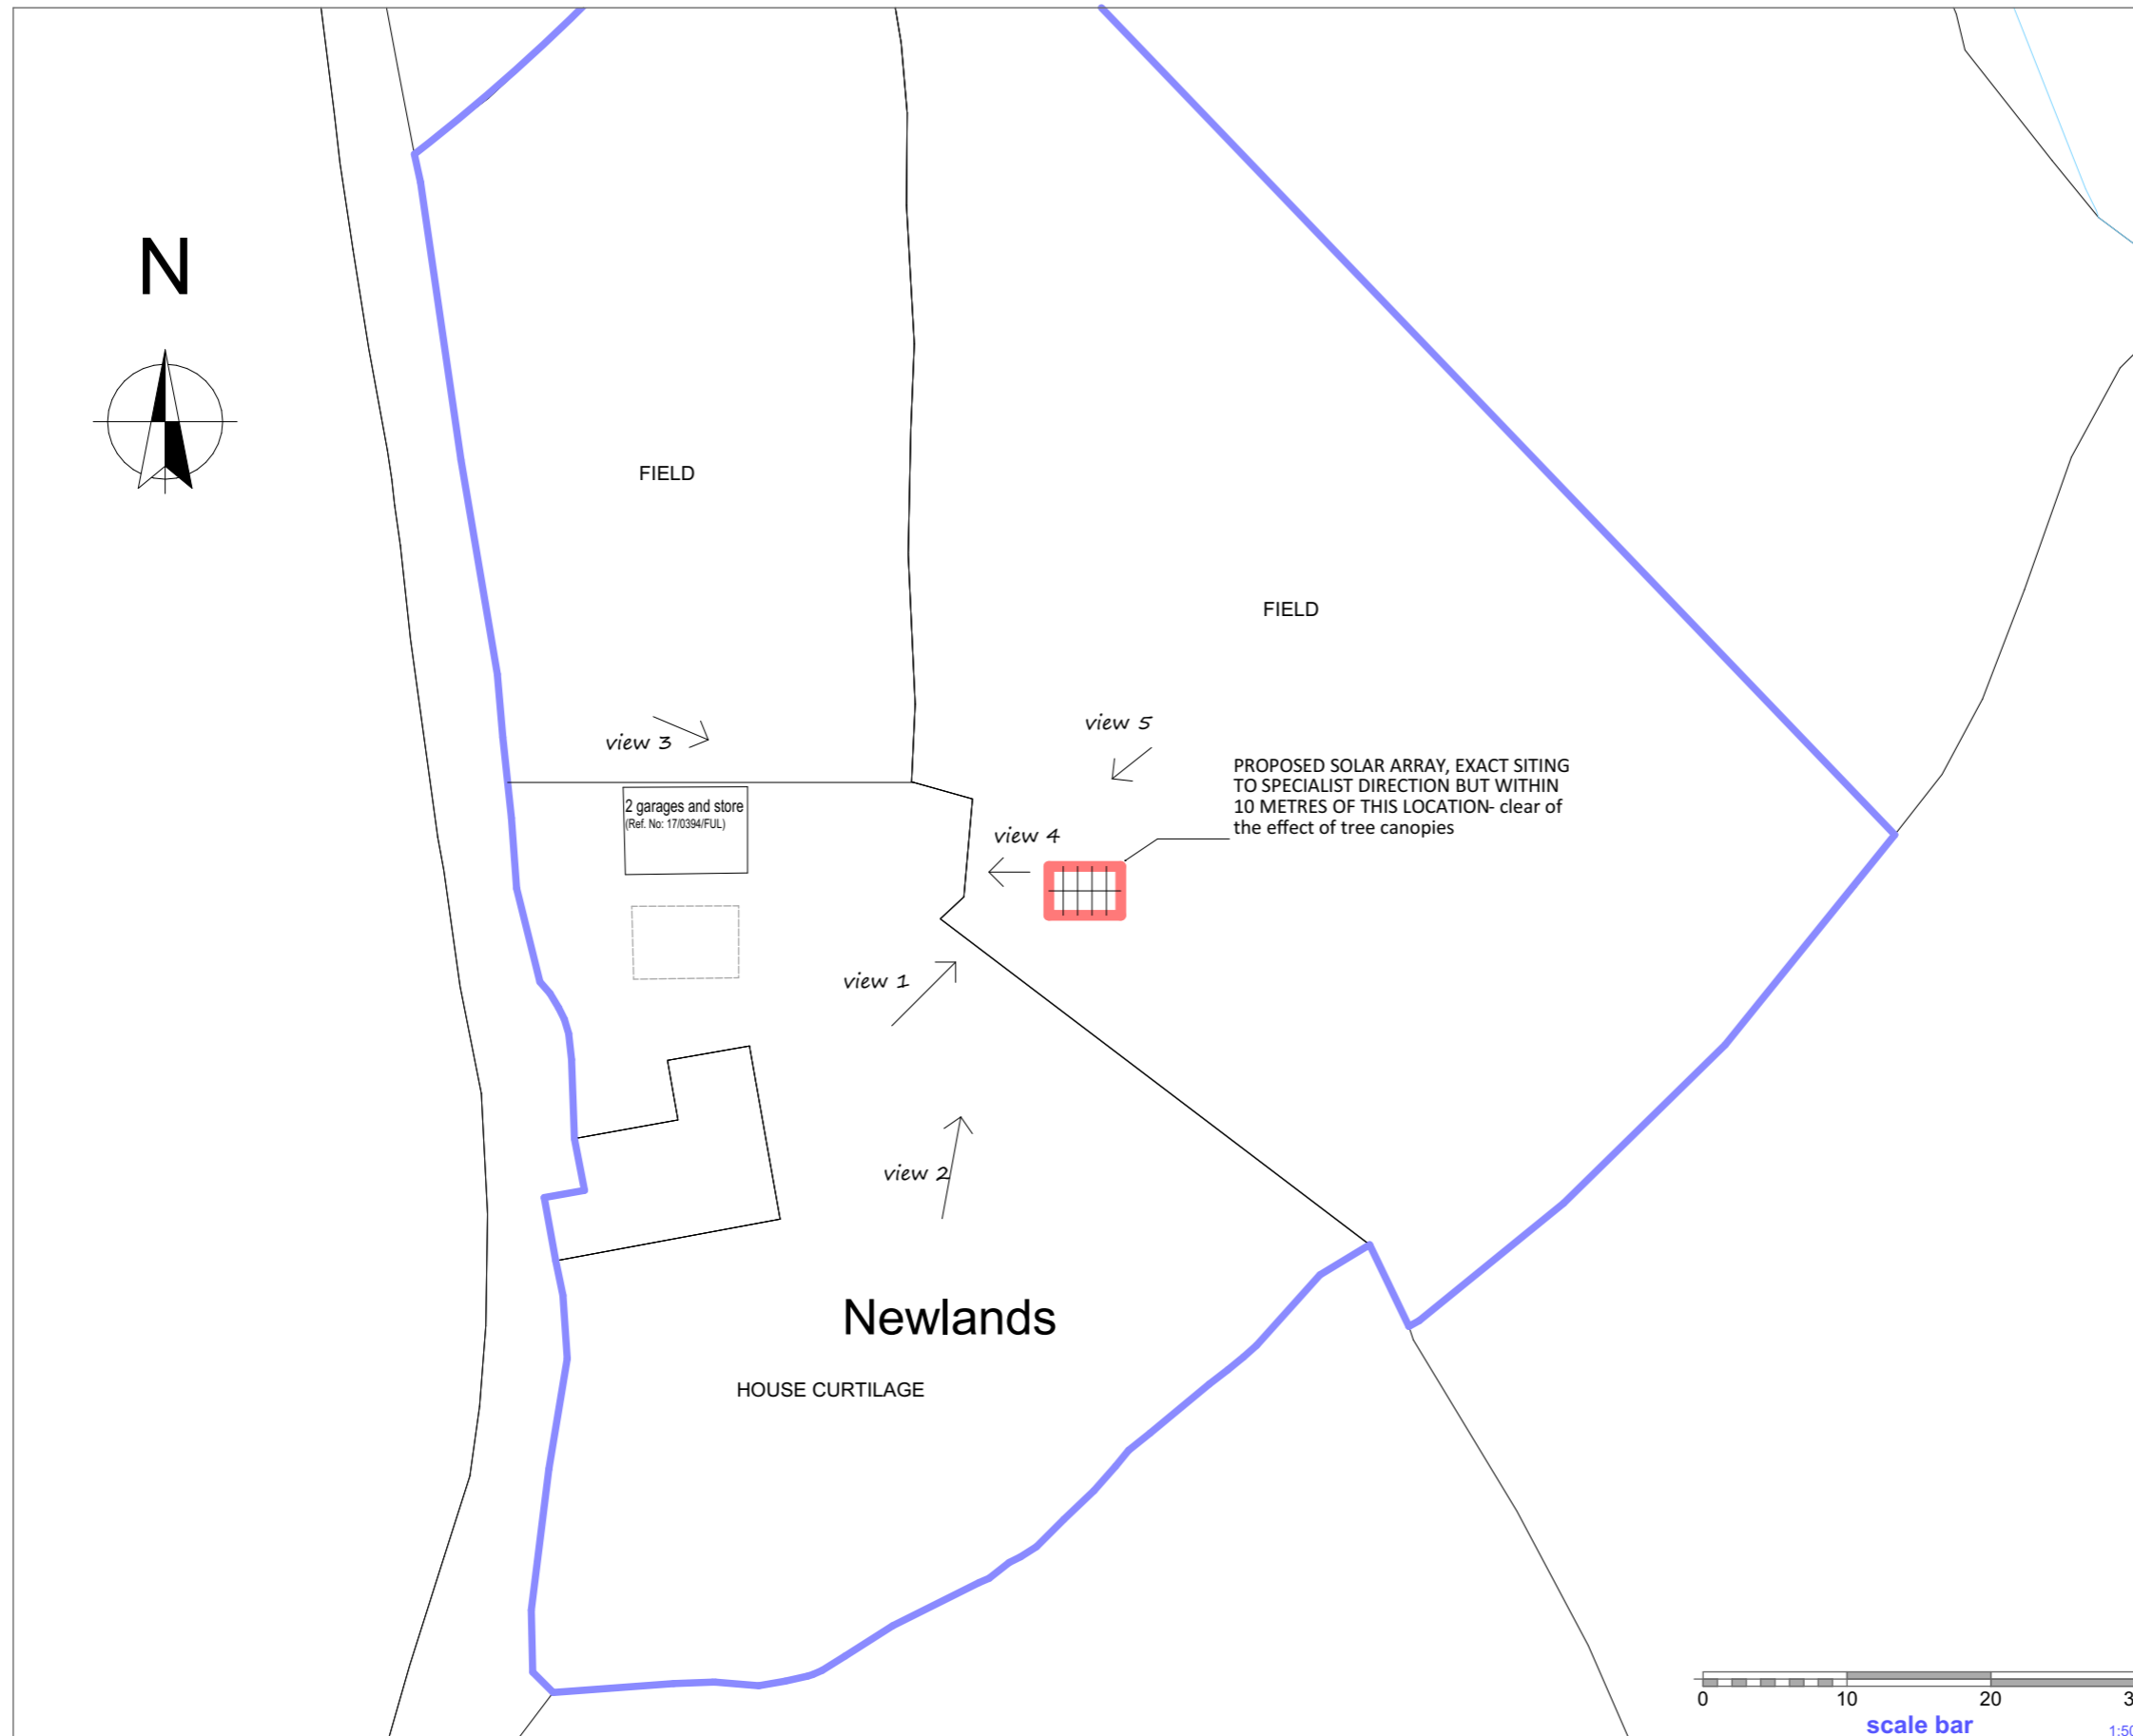 N
FIELD
FIELD
view 3
view 5
PROPOSED SOLAR ARRAY, EXACT SITING
TO SPECIALIST DIRECTION BUT WITHIN
10 METRES OF THIS LOCATION- clear of
the effect of tree canopies
2 garages and store
(Ref. No: 17/0394/FUL)
view 4
view 1
view 2
Newlands
HOUSE CURTILAGE
0 10 20
scale bar